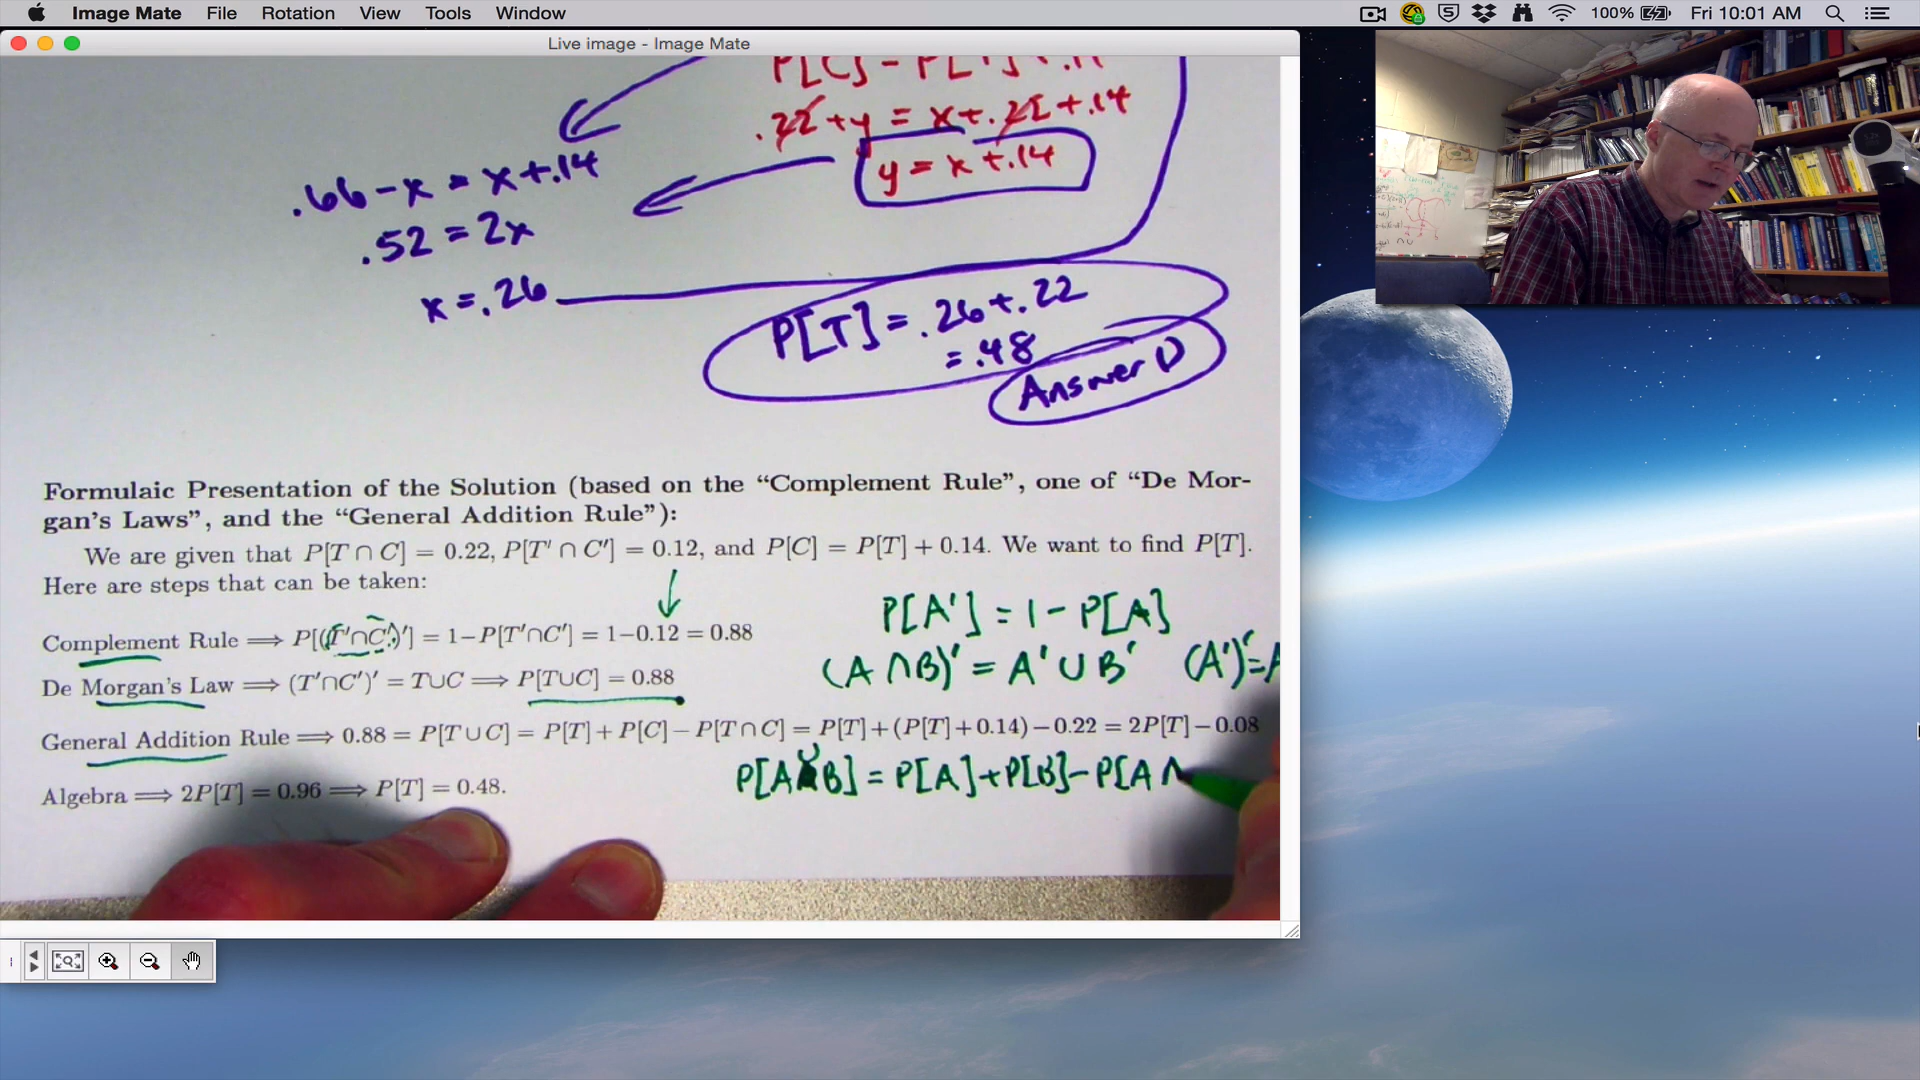 Image Mate File Rotation View Tools Window 100% Fri 10:01 AM
Live image - Image Mate
.22+y = x+.22+.14
y = x+.14
.66-x = x+.14
.52 = 2x
x = .26
P[T] = .26+.22
= .48
Answer D
Formulaic Presentation of the Solution (based on the “Complement Rule”, one of “De Mor-
gan’s Laws”, and the “General Addition Rule”):
We are given that P[T ∩ C] = 0.22, P[T′ ∩ C′] = 0.12, and P[C] = P[T] + 0.14. We want to find P[T].
Here are steps that can be taken:
P[A'] = 1 - P[A]
Complement Rule ⟹ P[(T′∩C′)′] = 1−P[T′∩C′] = 1−0.12 = 0.88
(A ∩ B)' = A' ∪ B' (A')'=A
De Morgan’s Law ⟹ (T′∩C′)′ = T∪C ⟹ P[T∪C] = 0.88
General Addition Rule ⟹ 0.88 = P[T∪C] = P[T]+P[C]−P[T∩C] = P[T]+(P[T]+0.14)−0.22 = 2P[T]−0.08
P[A∪B] = P[A]+P[B]-P[A ∩
Algebra ⟹ 2P[T] = 0.96 ⟹ P[T] = 0.48.